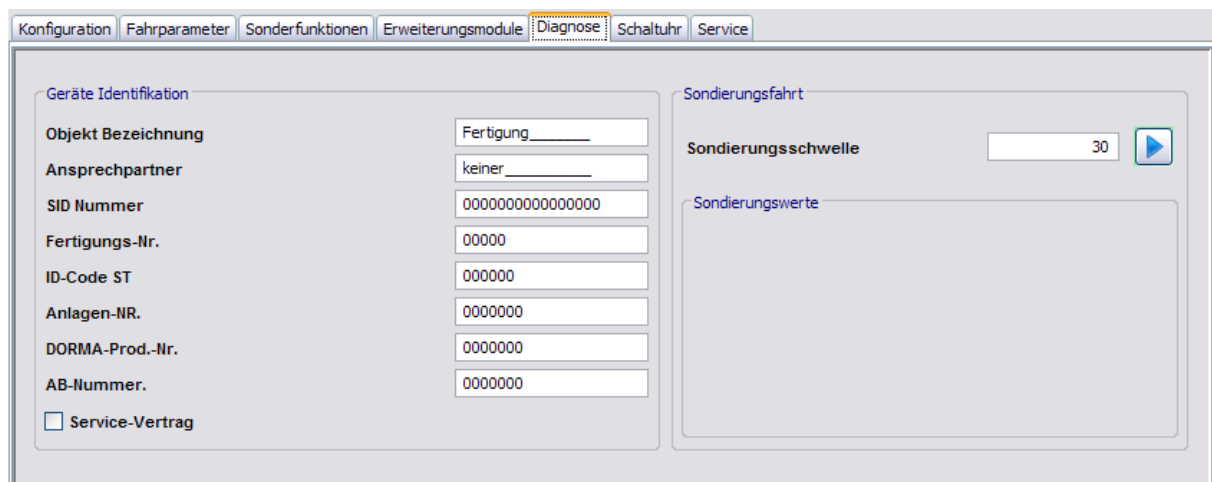 Konfiguration Fahrparameter Sonderfunktionen Erweiterungsmodule Diagnose Schaltuhr Service
Geräte Identifikation
Objekt Bezeichnung Fertigung_______
Ansprechpartner keiner__________
SID Nummer 0000000000000000
Fertigungs-Nr. 00000
ID-Code ST 000000
Anlagen-NR. 0000000
DORMA-Prod.-Nr. 0000000
AB-Nummer. 0000000
Service-Vertrag
Sondierungsfahrt
Sondierungsschwelle 30
Sondierungswerte